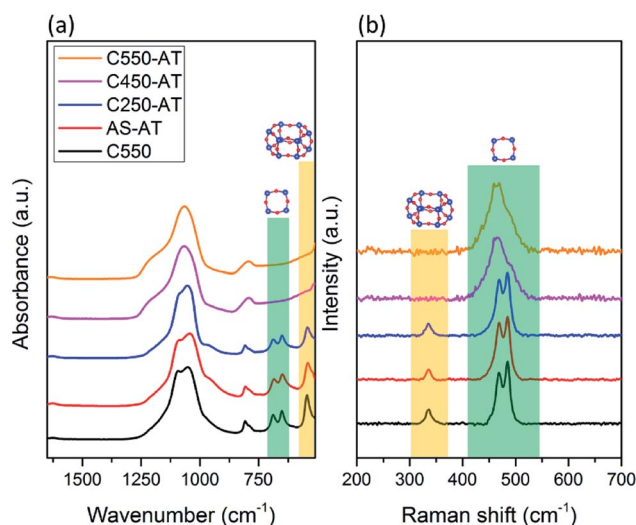 (a)
(b)
C550-AT
C450-AT
C250-AT
AS-AT
C550
Absorbance (a.u.)
Intensity (a.u.)
1500 1250 1000 750
200 300 400 500 600 700
Wavenumber (cm⁻¹)
Raman shift (cm⁻¹)